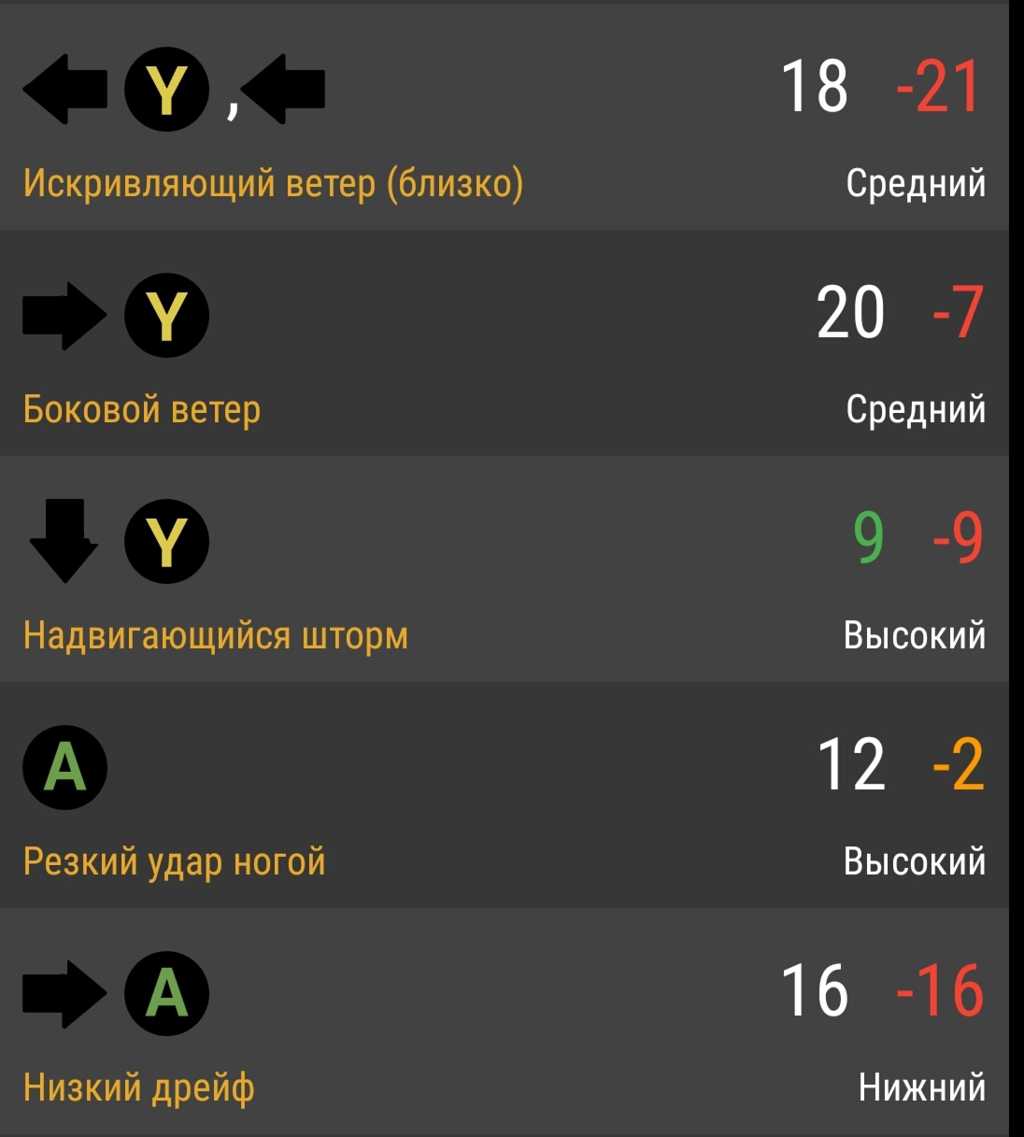 Y , 18 -21
Искривляющий ветер (близко) Средний
Y 20 -7
Боковой ветер Средний
Y 9 -9
Надвигающийся шторм Высокий
A 12 -2
Резкий удар ногой Высокий
A 16 -16
Низкий дрейф Нижний